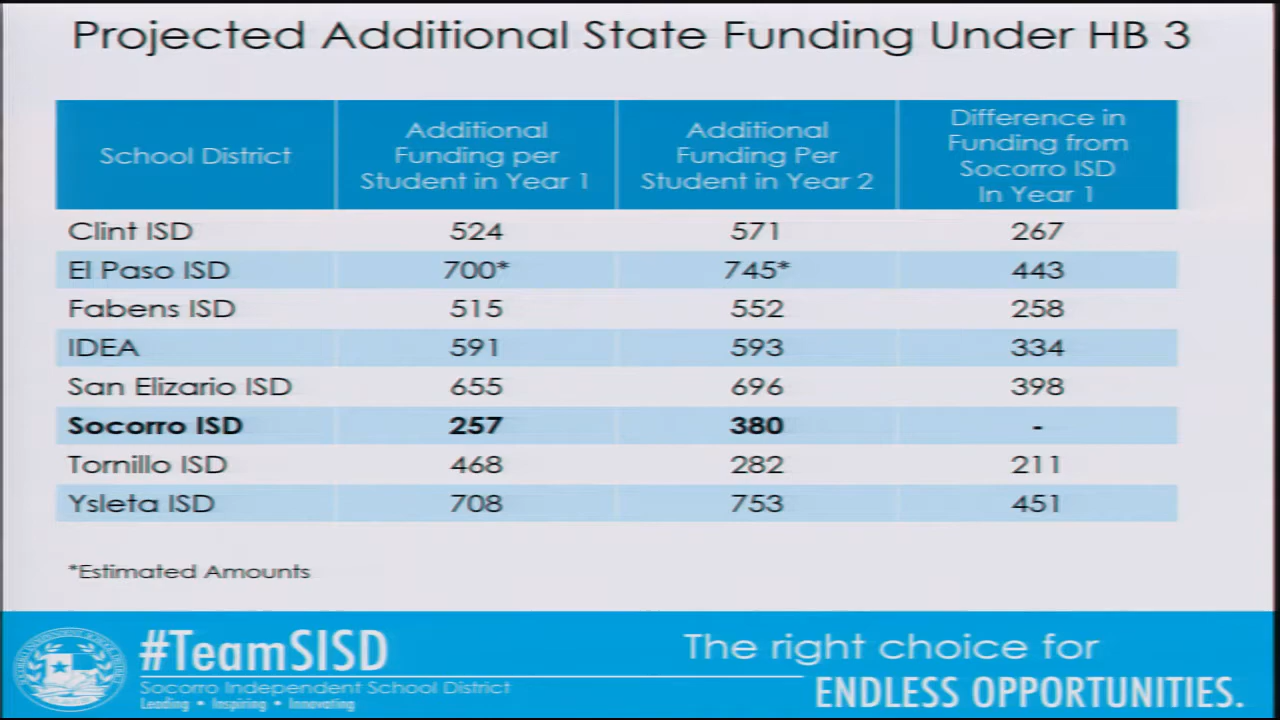 Projected Additional State Funding Under HB 3
School District
Additional
Funding per
Student in Year 1
Additional
Funding Per
Student in Year 2
Difference in
Funding from
Socorro ISD
In Year 1
Clint ISD 524 571 267
El Paso ISD 700* 745* 443
Fabens ISD 515 552 258
IDEA 591 593 334
San Elizario ISD 655 696 398
Socorro ISD 257 380 -
Tornillo ISD 468 282 211
Ysleta ISD 708 753 451
*Estimated Amounts
#TeamSISD
Socorro Independent School District
Leading • Inspiring • Innovating
The right choice for
ENDLESS OPPORTUNITIES.